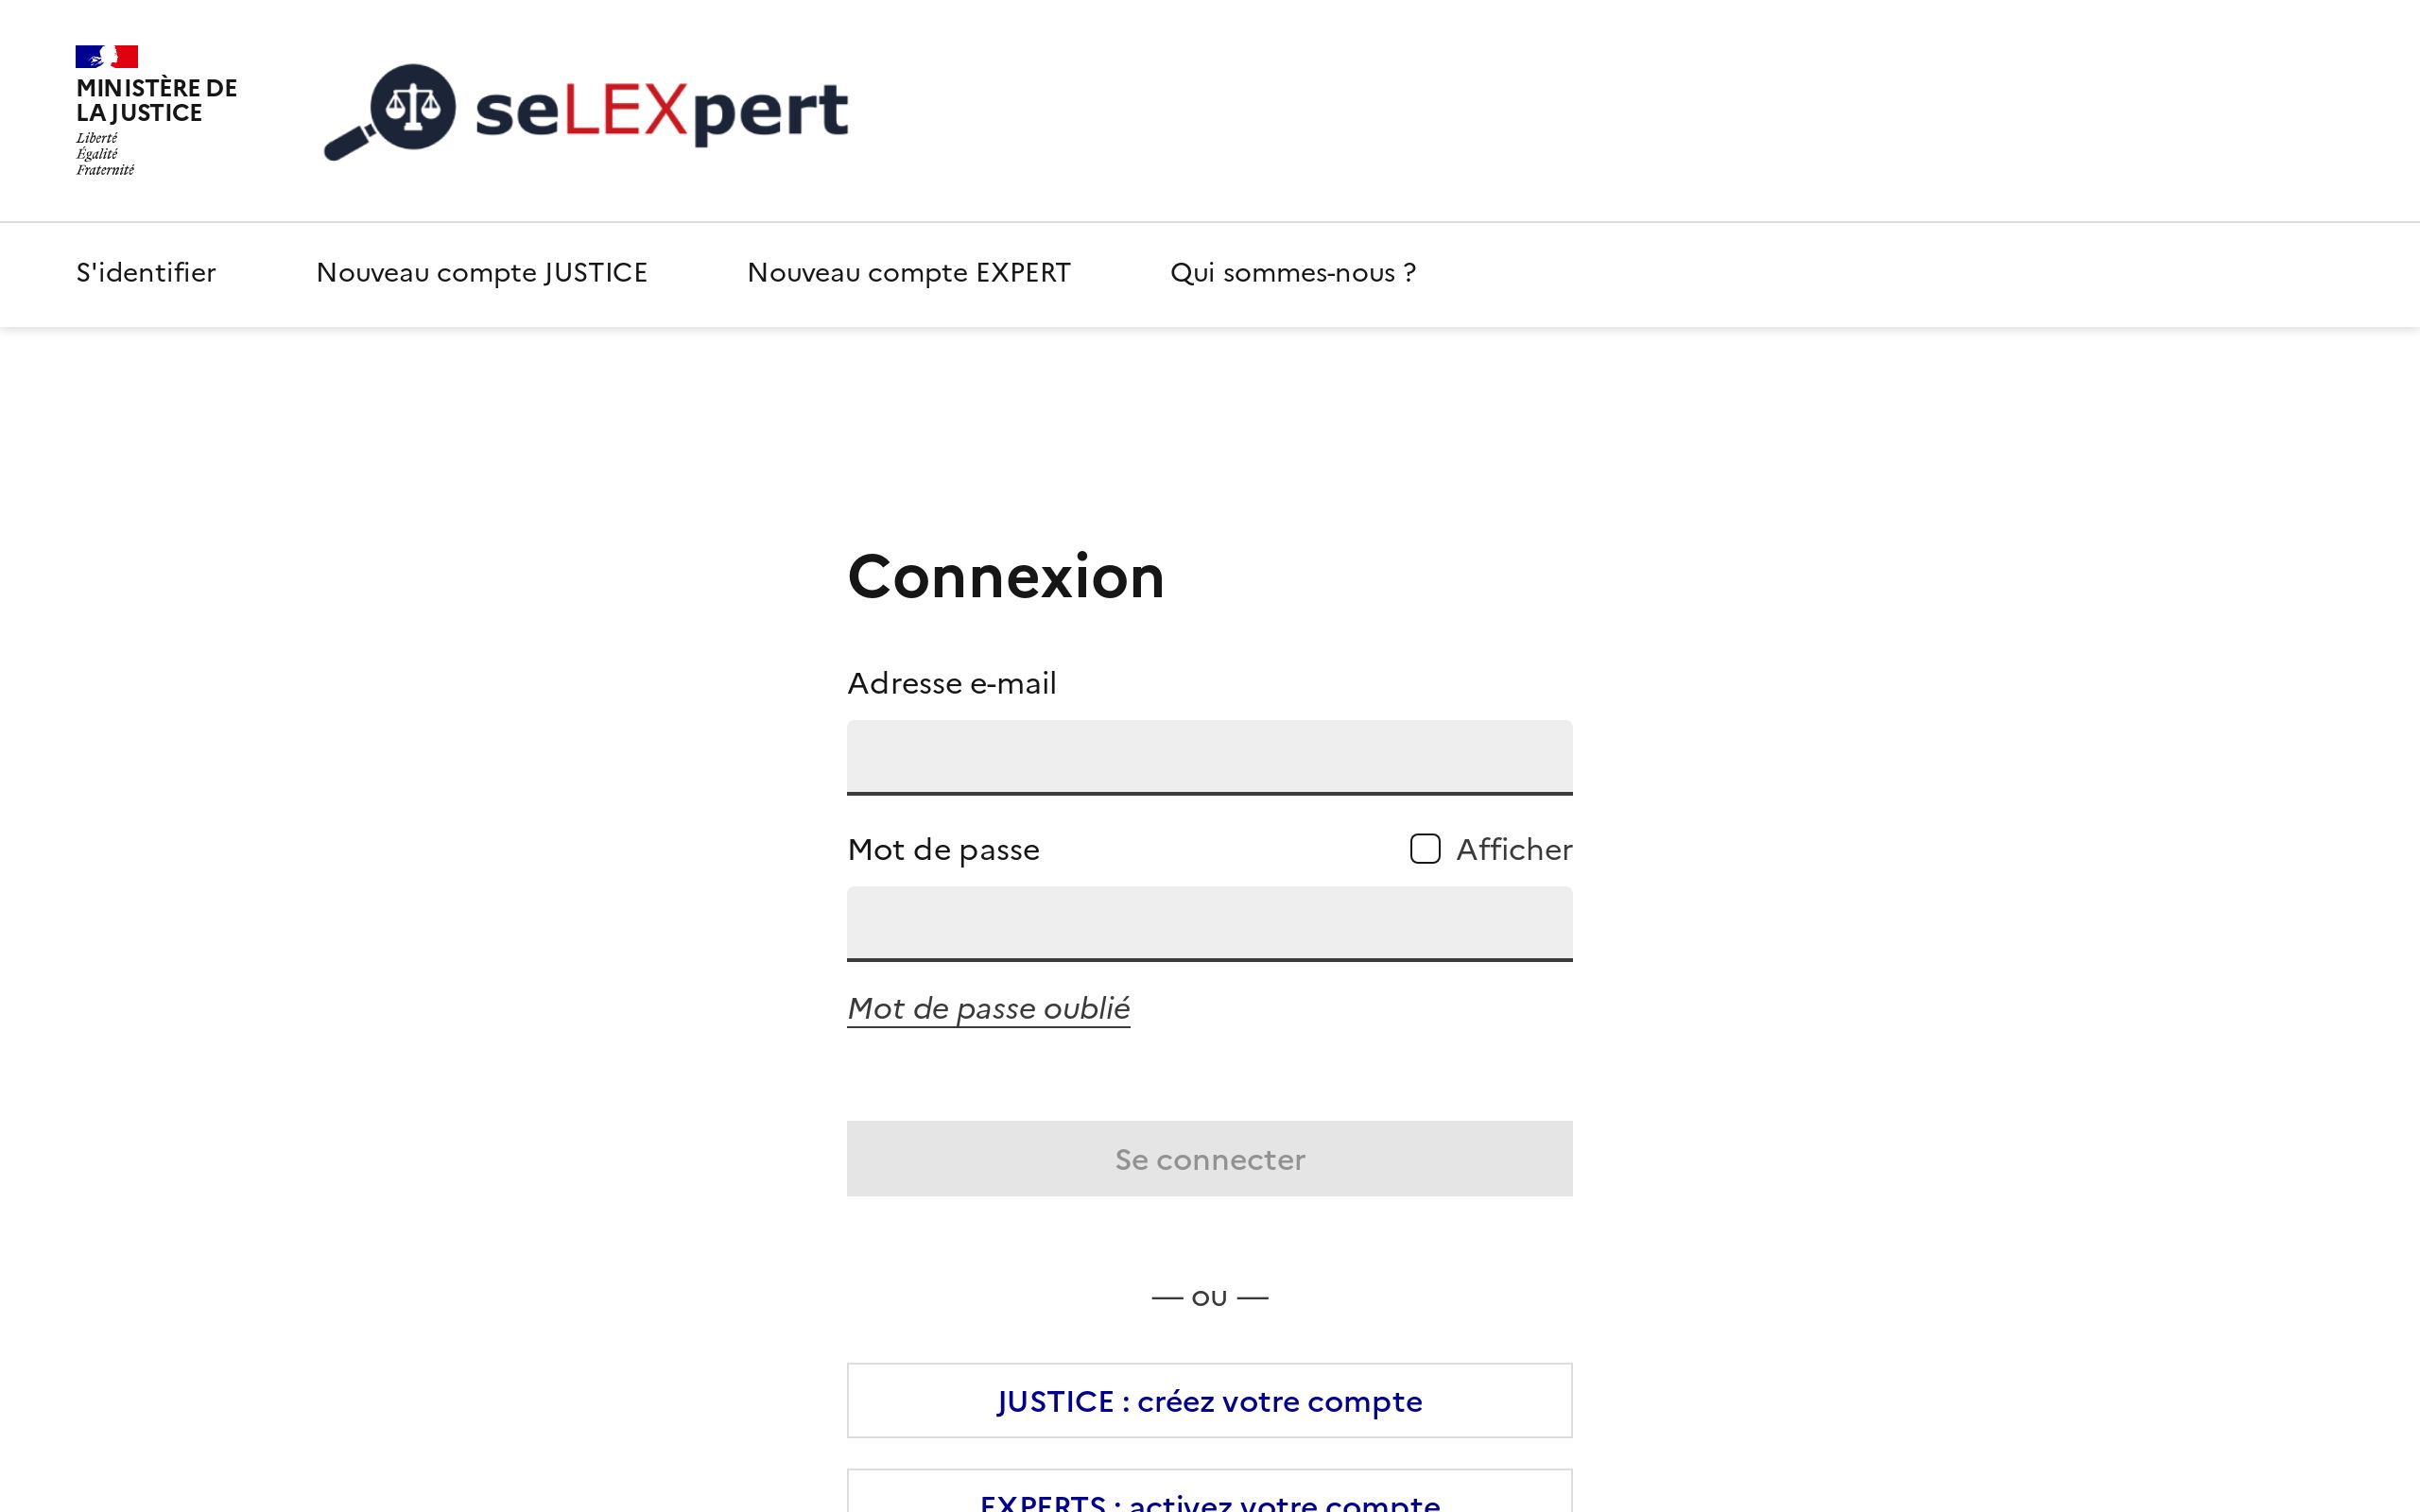 MINISTÈRE DE
LA JUSTICE
Liberté
Égalité
Fraternité
seLEXpert
S'identifier
Nouveau compte JUSTICE
Nouveau compte EXPERT
Qui sommes-nous ?
Connexion
Adresse e-mail
Mot de passe
Afficher
Mot de passe oublié
Se connecter
— ou —
JUSTICE : créez votre compte
EXPERTS : activez votre compte